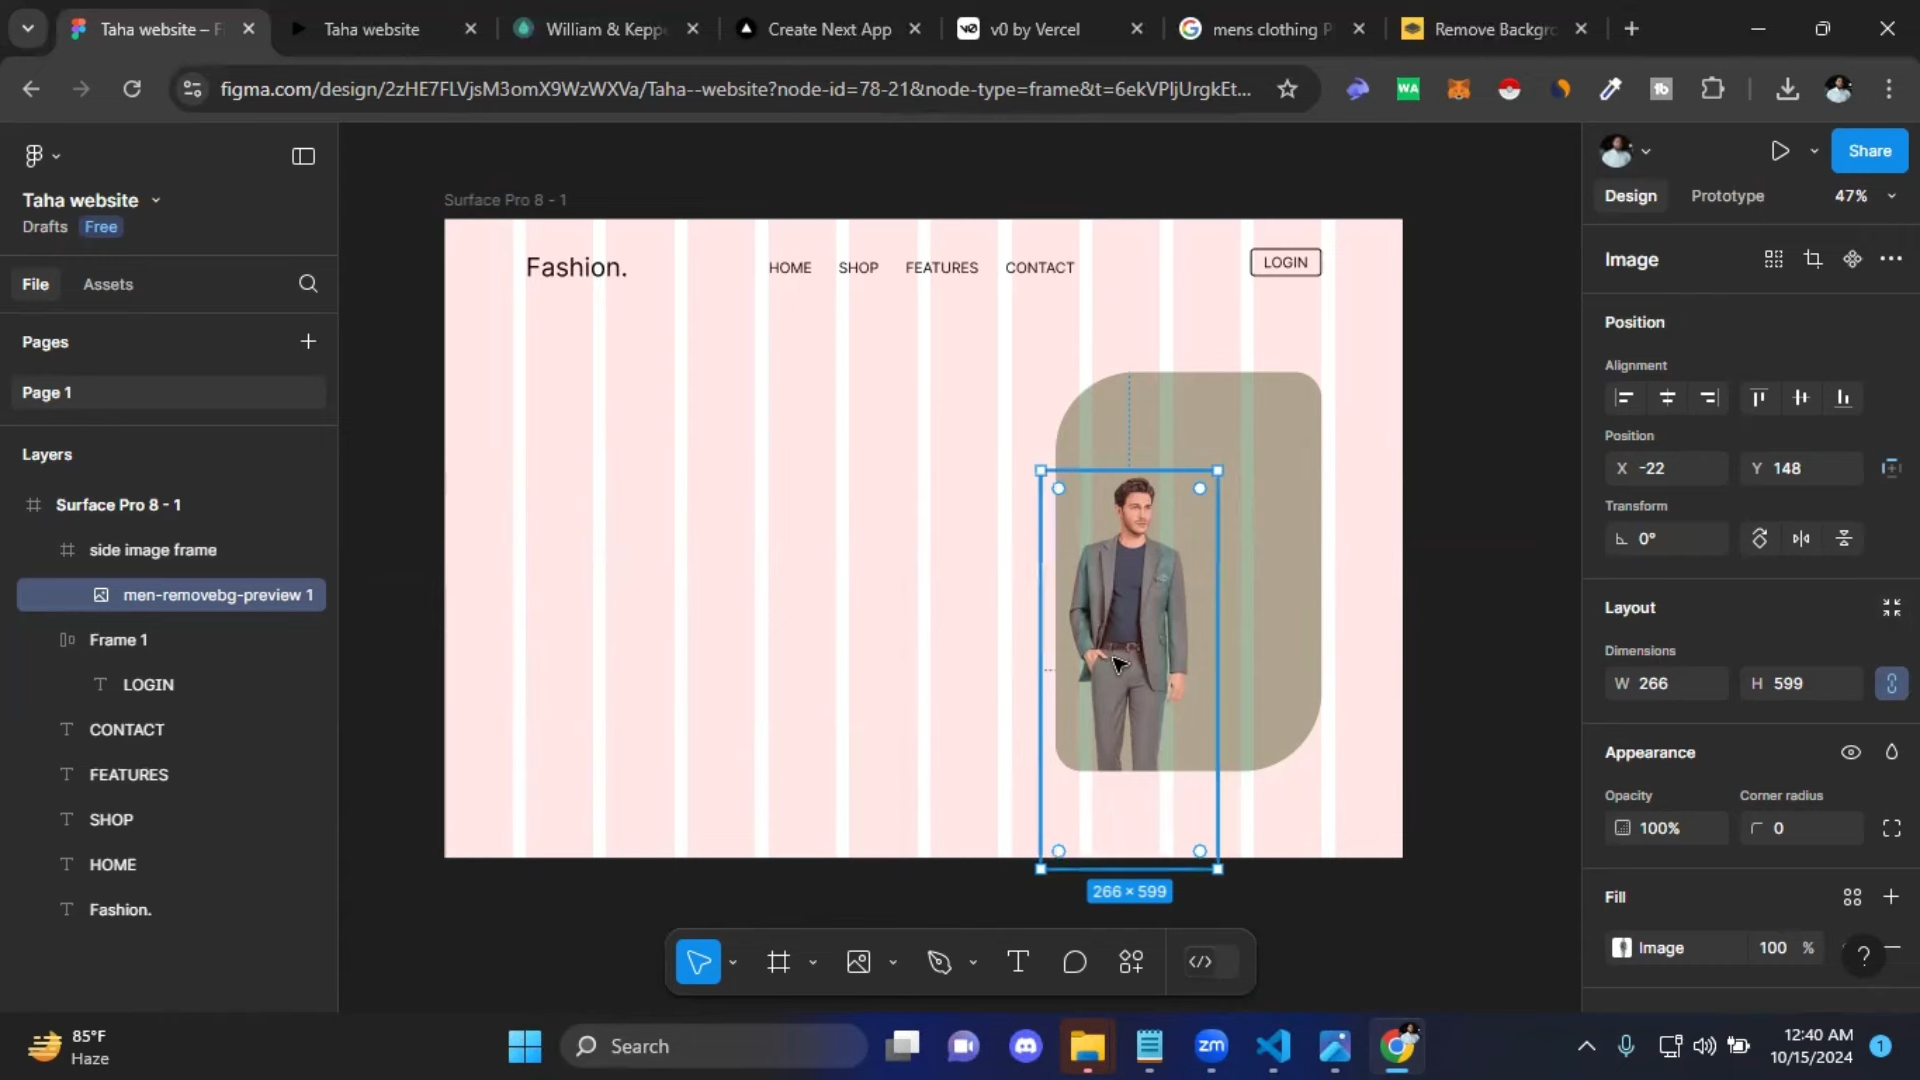 Taha website – F
Taha website
William & Keppe
Create Next App
v0 by Vercel
mens clothing P
Remove Backgro
figma.com/design/2zHE7FLVjsM3omX9WzWXVa/Taha--website?node-id=78-21&node-type=frame&t=6ekVPljUrgkEt...
WA
Taha website
Drafts Free
File Assets
Pages
Page 1
Layers
Surface Pro 8 - 1
side image frame
men-removebg-preview 1
Frame 1
LOGIN
CONTACT
FEATURES
SHOP
HOME
Fashion.
Surface Pro 8 - 1
Fashion.
HOME SHOP FEATURES CONTACT
LOGIN
266 × 599
Share
Design Prototype 47%
Image
Position
Alignment
Position
X -22 Y 148
Transform
0°
Layout
Dimensions
W 266 H 599
Appearance
Opacity Corner radius
100% 0
Fill
Image 100 %
?
85°F
Haze
Search
zm
12:40 AM
10/15/2024
1